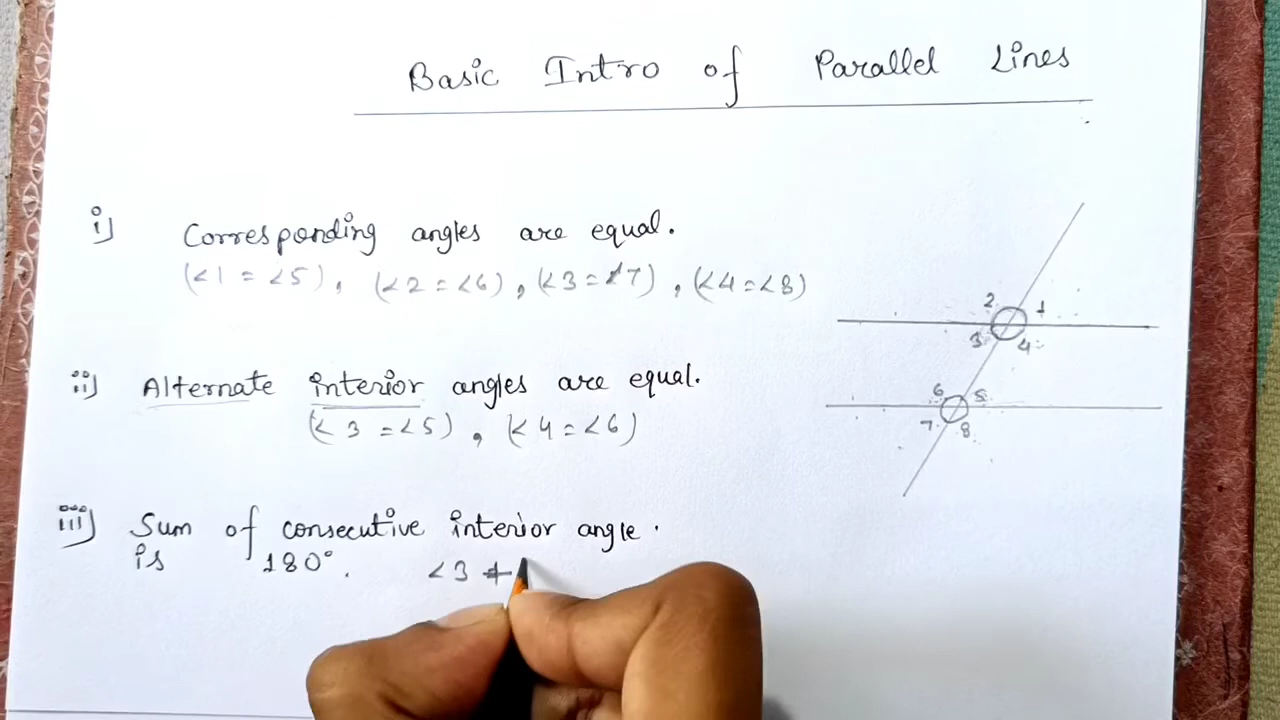 Basic Intro of Parallel Lines
i) Corresponding angles are equal.
(<1 = <5), (<2 = <6), (<3 = <7), (<4 = <8)
ii) Alternate interior angles are equal.
(<3 = <5), (<4 = <6)
iii) Sum of consecutive interior angle.
is 180°. <3 +
2 1
3 4
6 5
7 8